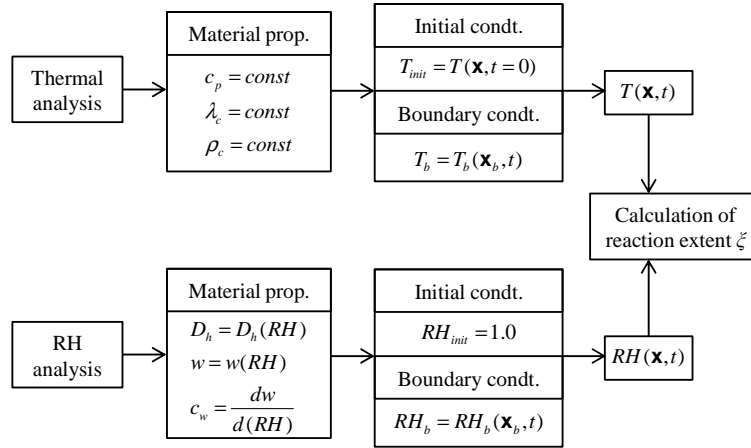 Thermal
analysis
Material prop.
c_p = const
λ_c = const
ρ_c = const
Initial condt.
T_init = T(x, t = 0)
Boundary condt.
T_b = T_b(x_b, t)
T(x, t)
Calculation of
reaction extent ξ
RH
analysis
Material prop.
D_h = D_h(RH)
w = w(RH)
c_w = dw / d(RH)
Initial condt.
RH_init = 1.0
Boundary condt.
RH_b = RH_b(x_b, t)
RH(x, t)